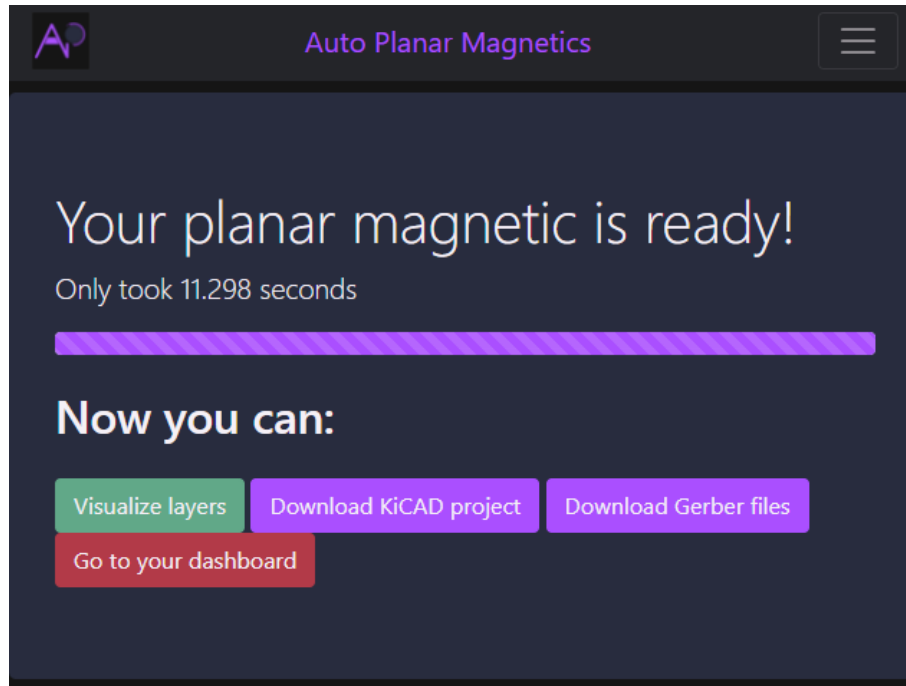 AP
Auto Planar Magnetics
Your planar magnetic is ready!
Only took 11.298 seconds
Now you can:
Visualize layers Download KiCAD project Download Gerber files
Go to your dashboard